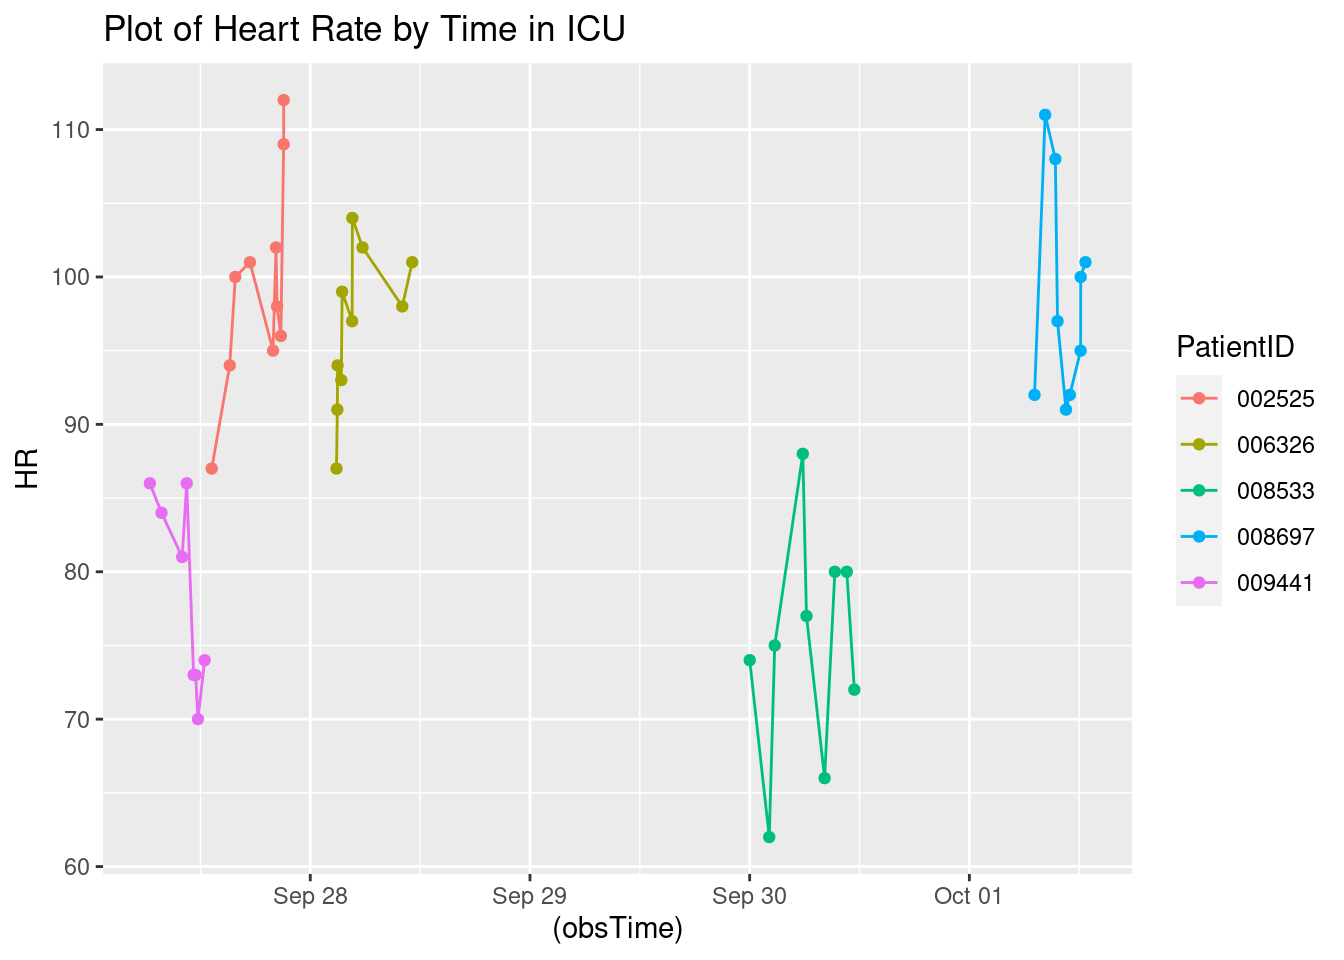 Plot of Heart Rate by Time in ICU
HR
110
100
90
80
70
60
Sep 28
Sep 29
Sep 30
Oct 01
(obsTime)
PatientID
002525
006326
008533
008697
009441